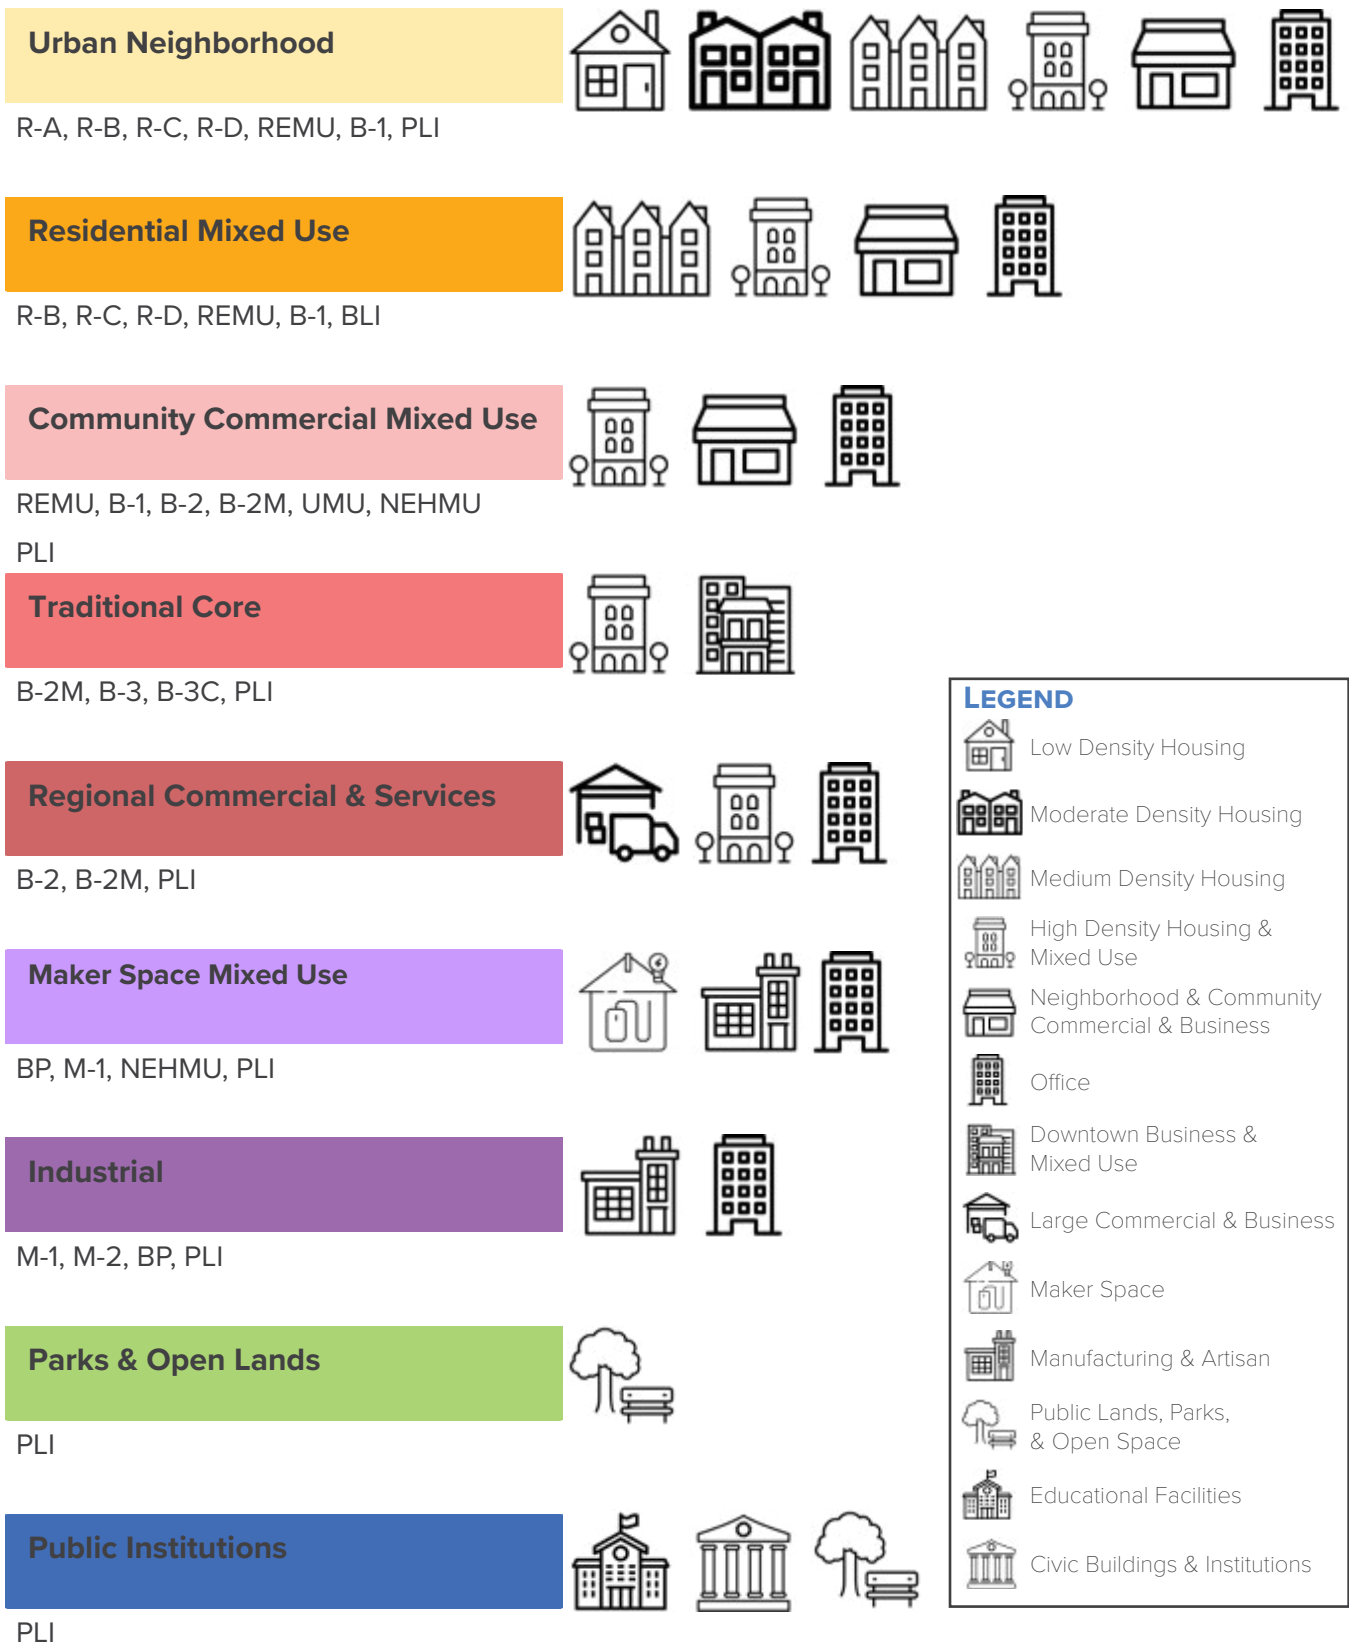 Urban Neighborhood
R-A, R-B, R-C, R-D, REMU, B-1, PLI
Residential Mixed Use
R-B, R-C, R-D, REMU, B-1, BLI
Community Commercial Mixed Use
REMU, B-1, B-2, B-2M, UMU, NEHMU
PLI
Traditional Core
B-2M, B-3, B-3C, PLI
Regional Commercial & Services
B-2, B-2M, PLI
Maker Space Mixed Use
BP, M-1, NEHMU, PLI
Industrial
M-1, M-2, BP, PLI
Parks & Open Lands
PLI
Public Institutions
PLI
LEGEND
Low Density Housing
Moderate Density Housing
Medium Density Housing
High Density Housing &
Mixed Use
Neighborhood & Community
Commercial & Business
Office
Downtown Business &
Mixed Use
Large Commercial & Business
Maker Space
Manufacturing & Artisan
Public Lands, Parks,
& Open Space
Educational Facilities
Civic Buildings & Institutions